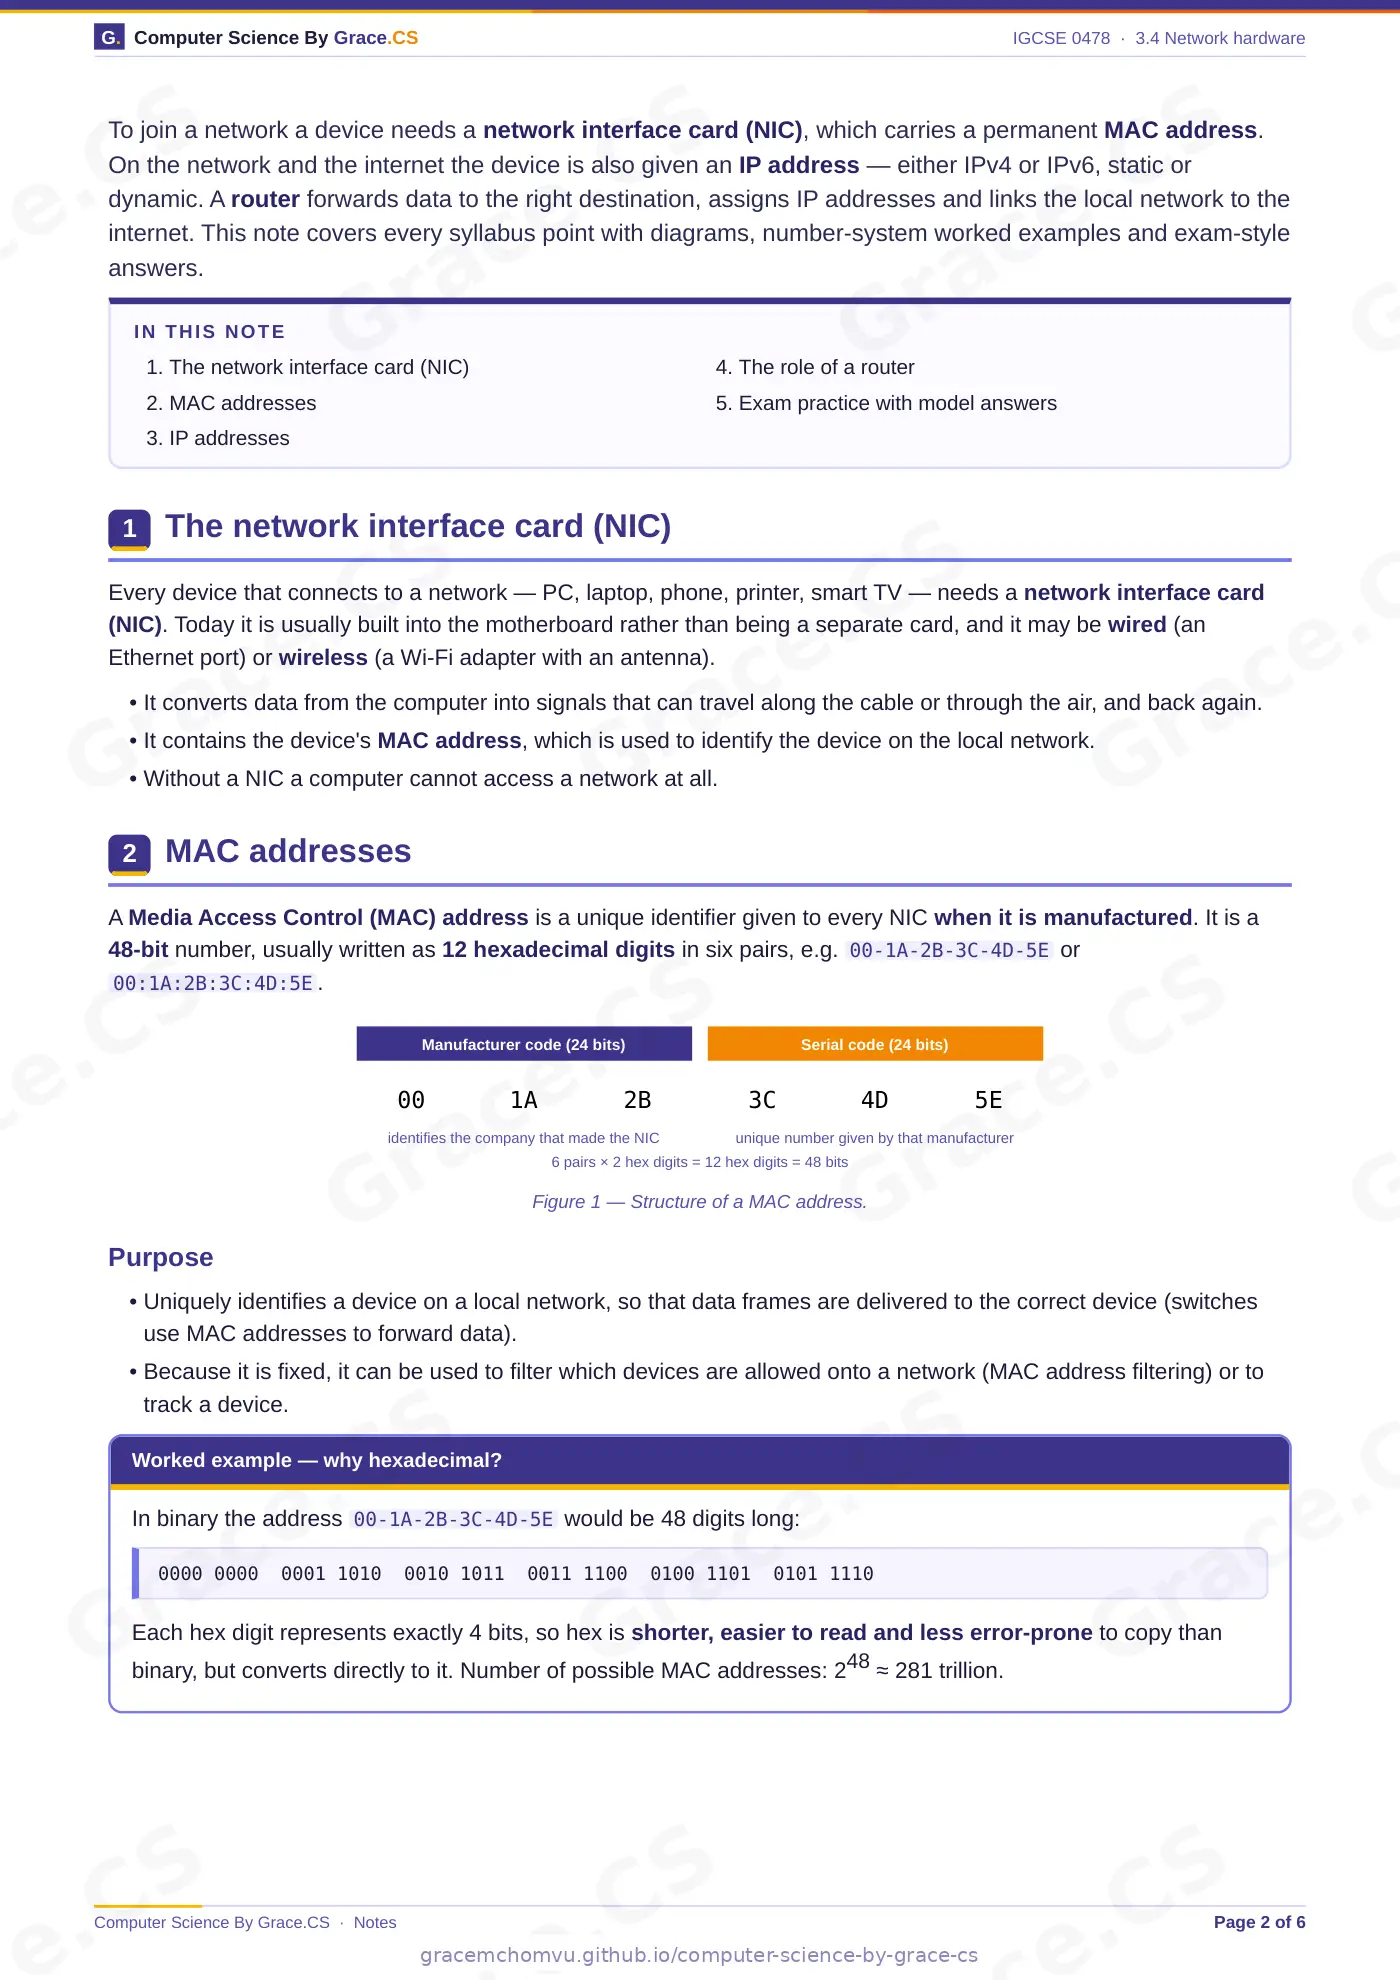 G. Computer Science By Grace.CS
IGCSE 0478 · 3.4 Network hardware
To join a network a device needs a network interface card (NIC), which carries a permanent MAC address.
On the network and the internet the device is also given an IP address — either IPv4 or IPv6, static or
dynamic. A router forwards data to the right destination, assigns IP addresses and links the local network to the
internet. This note covers every syllabus point with diagrams, number-system worked examples and exam-style
answers.
IN THIS NOTE
1. The network interface card (NIC)
2. MAC addresses
3. IP addresses
4. The role of a router
5. Exam practice with model answers
1 The network interface card (NIC)
Every device that connects to a network — PC, laptop, phone, printer, smart TV — needs a network interface card
(NIC). Today it is usually built into the motherboard rather than being a separate card, and it may be wired (an
Ethernet port) or wireless (a Wi-Fi adapter with an antenna).
• It converts data from the computer into signals that can travel along the cable or through the air, and back again.
• It contains the device's MAC address, which is used to identify the device on the local network.
• Without a NIC a computer cannot access a network at all.
2 MAC addresses
A Media Access Control (MAC) address is a unique identifier given to every NIC when it is manufactured. It is a
48-bit number, usually written as 12 hexadecimal digits in six pairs, e.g. 00-1A-2B-3C-4D-5E or
00:1A:2B:3C:4D:5E.
Manufacturer code (24 bits) Serial code (24 bits)
00 1A 2B 3C 4D 5E
identifies the company that made the NIC unique number given by that manufacturer
6 pairs × 2 hex digits = 12 hex digits = 48 bits
Figure 1 — Structure of a MAC address.
Purpose
• Uniquely identifies a device on a local network, so that data frames are delivered to the correct device (switches
use MAC addresses to forward data).
• Because it is fixed, it can be used to filter which devices are allowed onto a network (MAC address filtering) or to
track a device.
Worked example — why hexadecimal?
In binary the address 00-1A-2B-3C-4D-5E would be 48 digits long:
0000 0000 0001 1010 0010 1011 0011 1100 0100 1101 0101 1110
Each hex digit represents exactly 4 bits, so hex is shorter, easier to read and less error-prone to copy than
binary, but converts directly to it. Number of possible MAC addresses: 2^48 ≈ 281 trillion.
Computer Science By Grace.CS · Notes
Page 2 of 6
gracemchomvu.github.io/computer-science-by-grace-cs